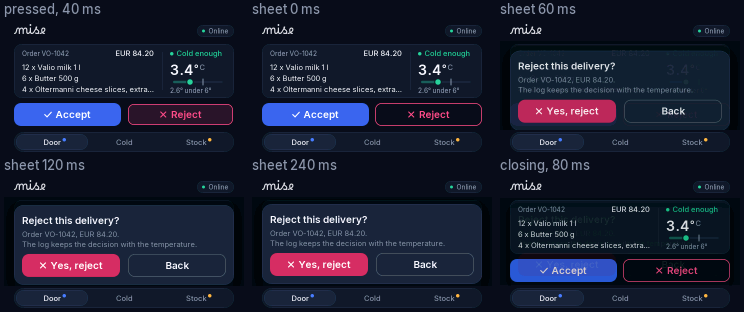 pressed, 40 ms
mise
Online
Order VO-1042 EUR 84.20
12 x Valio milk 1 l
6 x Butter 500 g
4 x Oltermanni cheese slices, extra...
Cold enough
3.4°C
2.6° under 6°
✓ Accept
✕ Reject
Door
Cold
Stock
sheet 0 ms
mise
Online
Order VO-1042 EUR 84.20
12 x Valio milk 1 l
6 x Butter 500 g
4 x Oltermanni cheese slices, extra...
Cold enough
3.4°C
2.6° under 6°
✓ Accept
✕ Reject
Door
Cold
Stock
sheet 60 ms
mise
Online
Reject this delivery?
Order VO-1042, EUR 84.20.
The log keeps the decision with the temperature.
3.4°
✕ Yes, reject
Back
Door
Cold
Stock
sheet 120 ms
mise
Online
Reject this delivery?
Order VO-1042, EUR 84.20.
The log keeps the decision with the temperature.
✕ Yes, reject
Back
Door
Cold
Stock
sheet 240 ms
mise
Online
Reject this delivery?
Order VO-1042, EUR 84.20.
The log keeps the decision with the temperature.
✕ Yes, reject
Back
Door
Cold
Stock
closing, 80 ms
mise
Online
Order VO-1042 EUR 84.20
12 x Valio milk 1 l
6 x Butter 500 g
4 x Oltermanni cheese slices, extra...
Cold enough
3.4°C
2.6° under 6°
✓ Accept
✕ Reject
Door
Cold
Stock